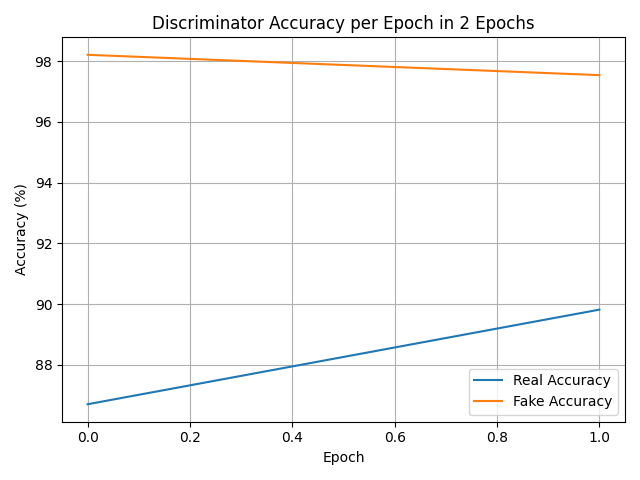 Discriminator Accuracy per Epoch in 2 Epochs
Accuracy (%)
98
96
94
92
90
88
0.0 0.2 0.4 0.6 0.8 1.0
Epoch
Real Accuracy
Fake Accuracy